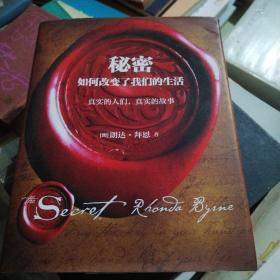 秘密
如何改变了我们的生活
真实的人们，真实的故事
[澳]朗达·拜恩 著
The Secret Rhonda Byrne